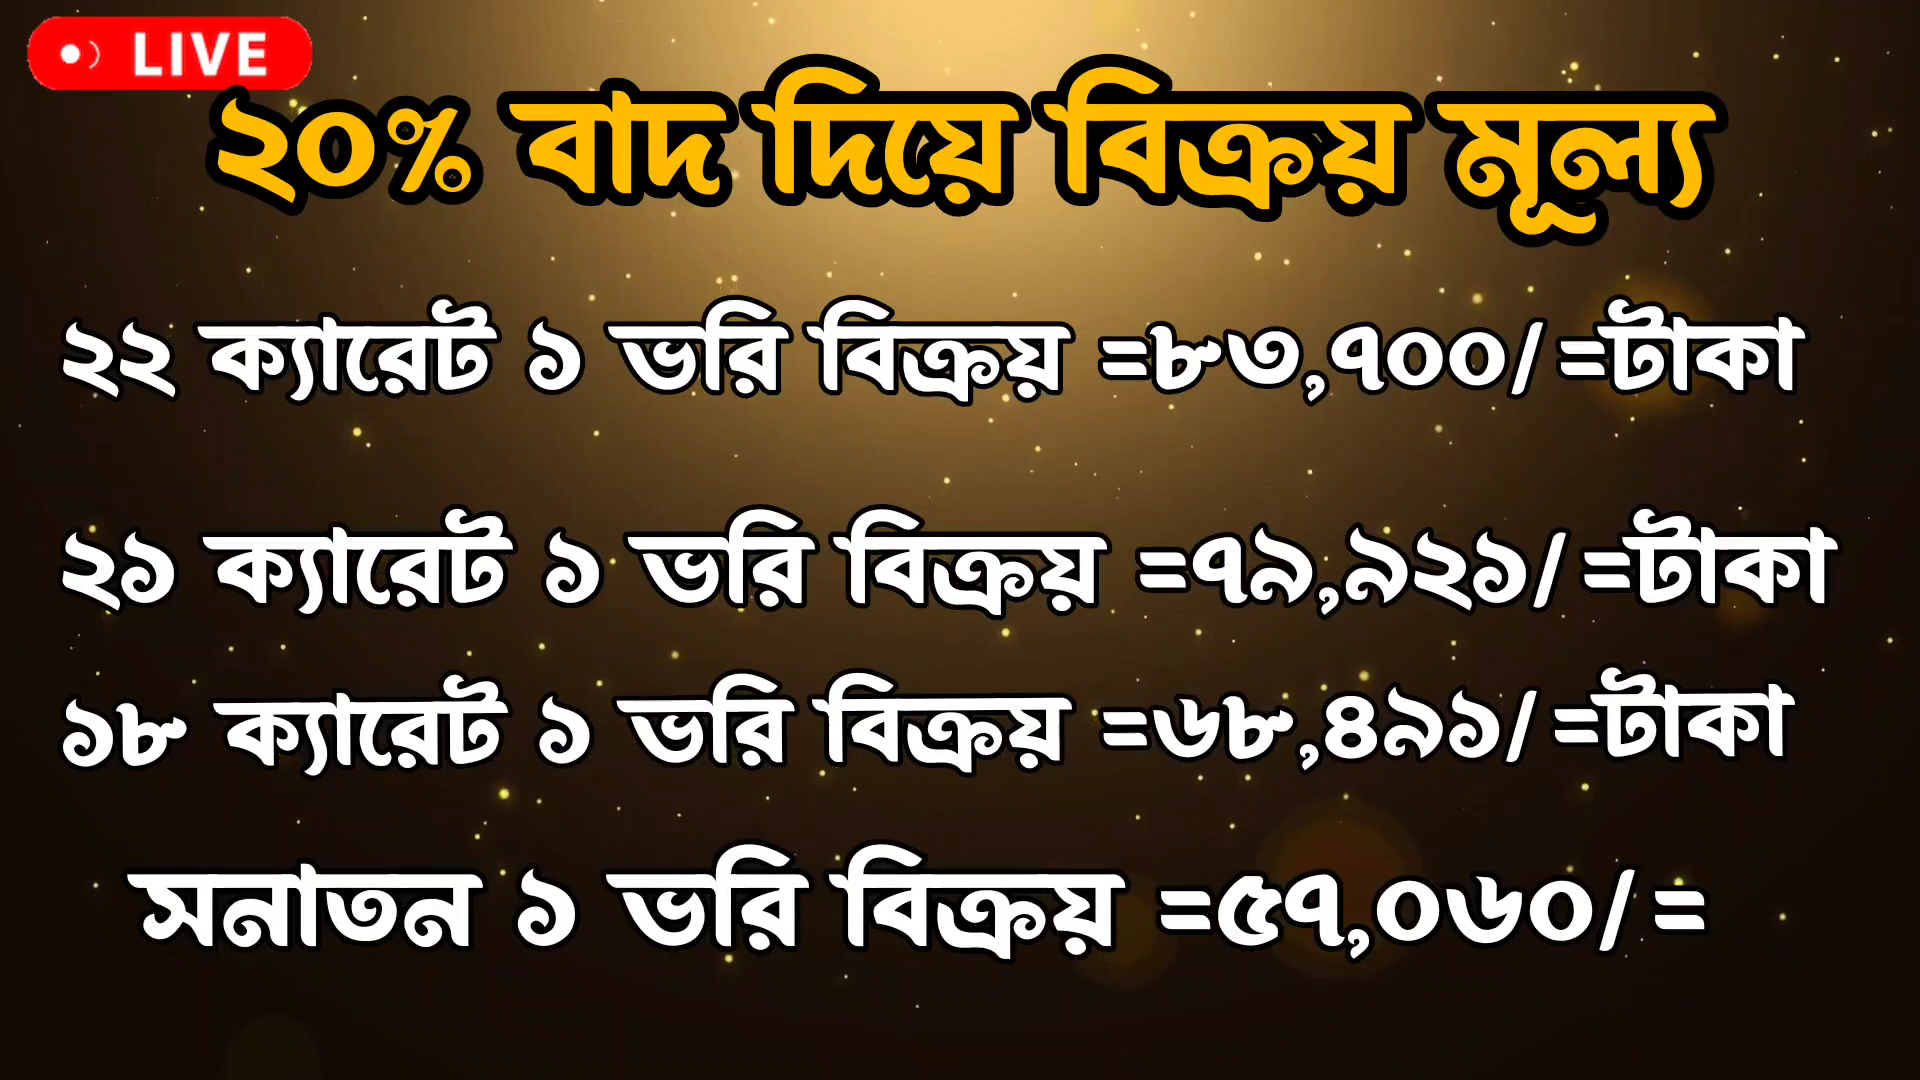 LIVE
২০% বাদ দিয়ে বিক্রয় মূল্য
২২ ক্যারেট ১ ভরি বিক্রয় =৮৩,৭০০/=টাকা
২১ ক্যারেট ১ ভরি বিক্রয় =৭৯,৯২১/=টাকা
১৮ ক্যারেট ১ ভরি বিক্রয় =৬৮,৪৯১/=টাকা
সনাতন ১ ভরি বিক্রয় =৫৭,০৬০/=